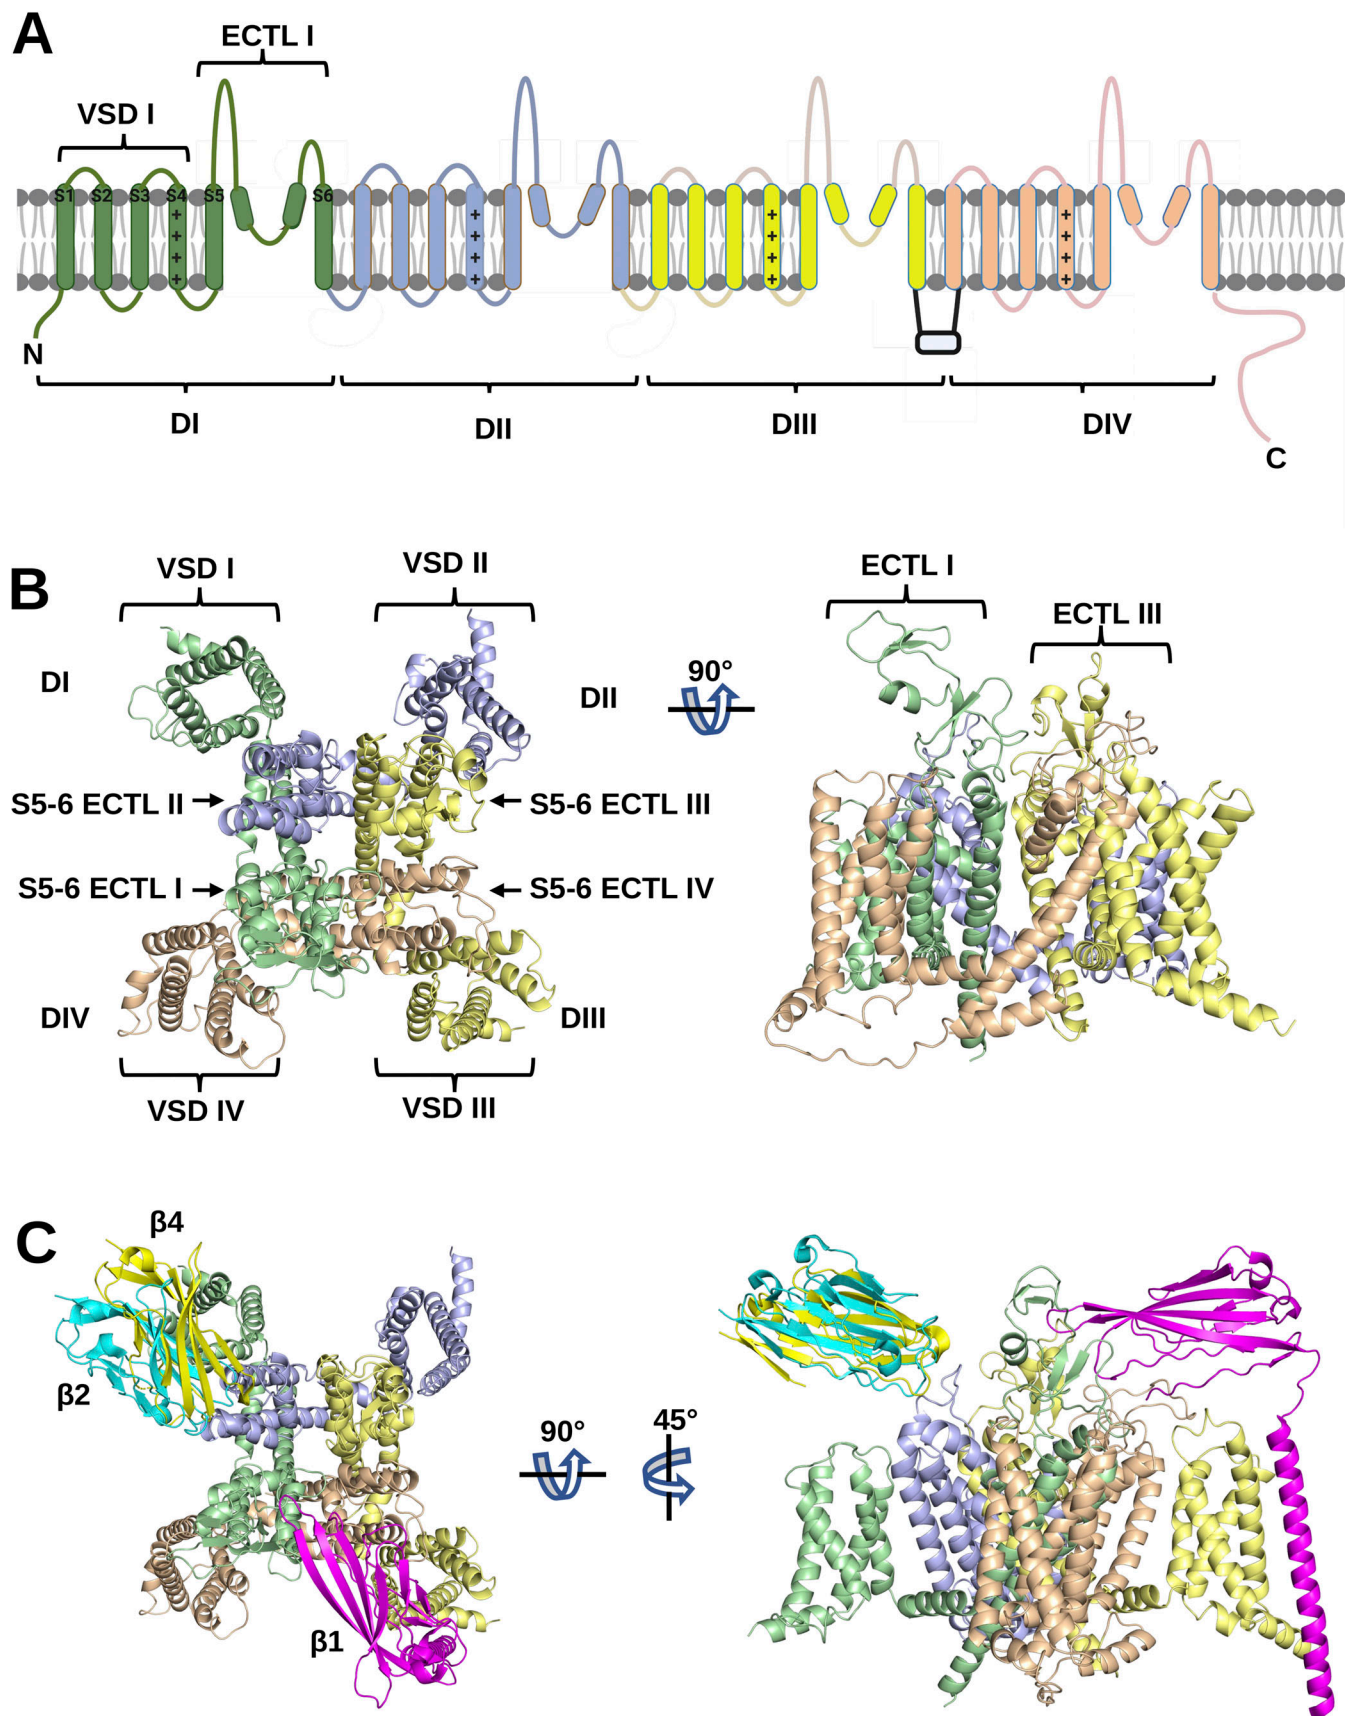 A
ECTL I
VSD I
S1 S2 S3 S4 S5 S6
+ + + +
+ + + +
+ + + +
+ + + +
N
DI DII DIII DIV
C
B
VSD I VSD II
ECTL I
ECTL III
DI DII
90°
S5-6 ECTL II S5-6 ECTL III
S5-6 ECTL I S5-6 ECTL IV
DIV DIII
VSD IV VSD III
C
β4
β2
90° 45°
β1